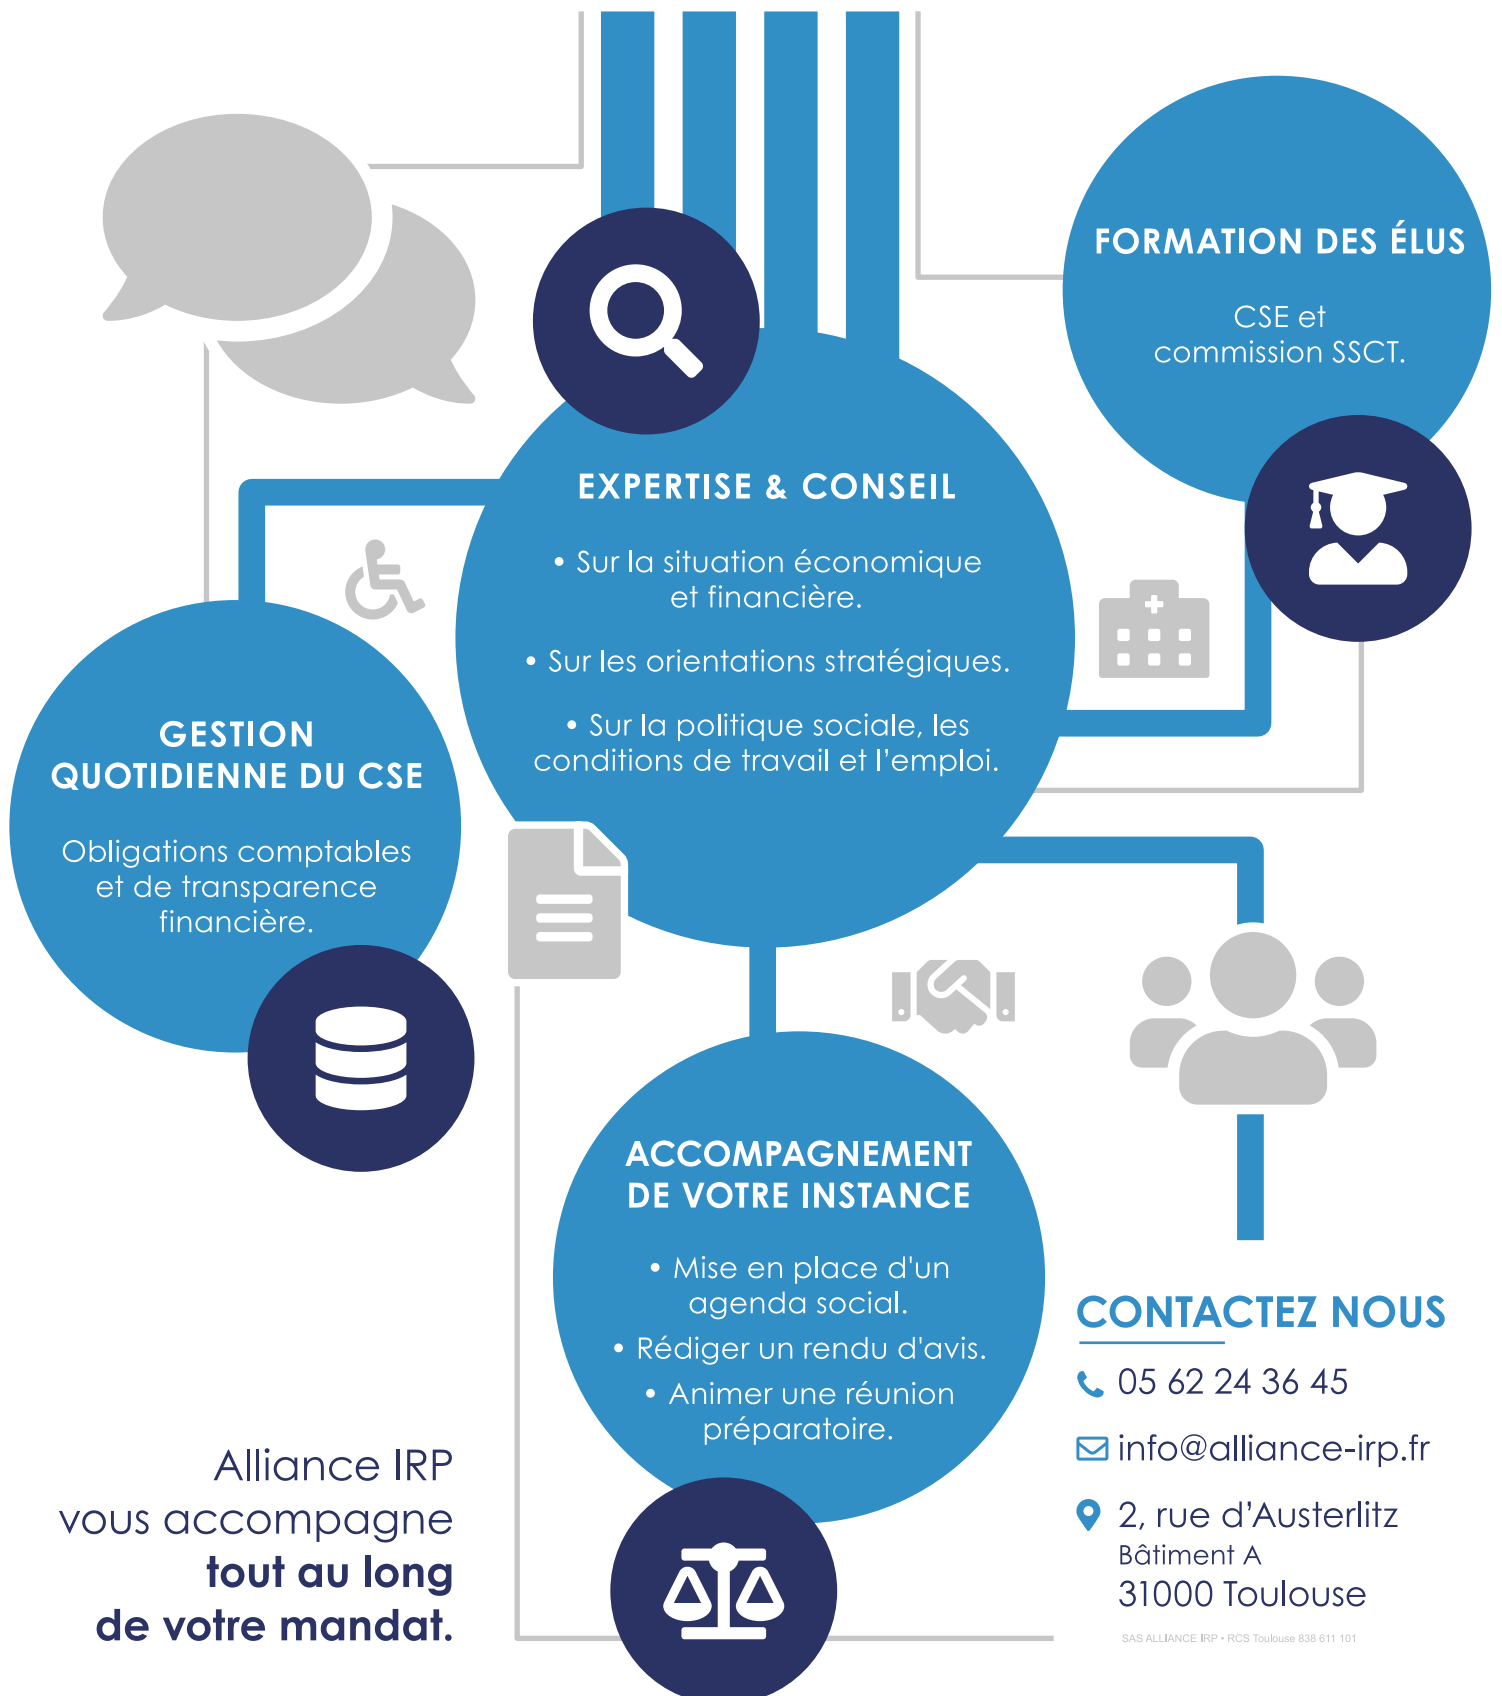 FORMATION DES ÉLUS
CSE et
commission SSCT.
EXPERTISE & CONSEIL
• Sur la situation économique
et financière.
• Sur les orientations stratégiques.
• Sur la politique sociale, les
conditions de travail et l’emploi.
GESTION
QUOTIDIENNE DU CSE
Obligations comptables
et de transparence
financière.
ACCOMPAGNEMENT
DE VOTRE INSTANCE
• Mise en place d'un
agenda social.
• Rédiger un rendu d'avis.
• Animer une réunion
préparatoire.
Alliance IRP
vous accompagne
tout au long
de votre mandat.
CONTACTEZ NOUS
05 62 24 36 45
info@alliance-irp.fr
2, rue d’Austerlitz
Bâtiment A
31000 Toulouse
SAS ALLIANCE IRP • RCS Toulouse 838 611 101